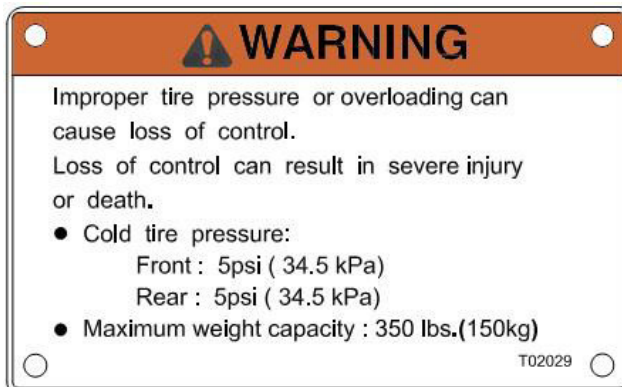 WARNING
Improper tire pressure or overloading can
cause loss of control.
Loss of control can result in severe injury
or death.
● Cold tire pressure:
Front : 5psi ( 34.5 kPa)
Rear : 5psi ( 34.5 kPa)
● Maximum weight capacity : 350 lbs.(150kg)
T02029